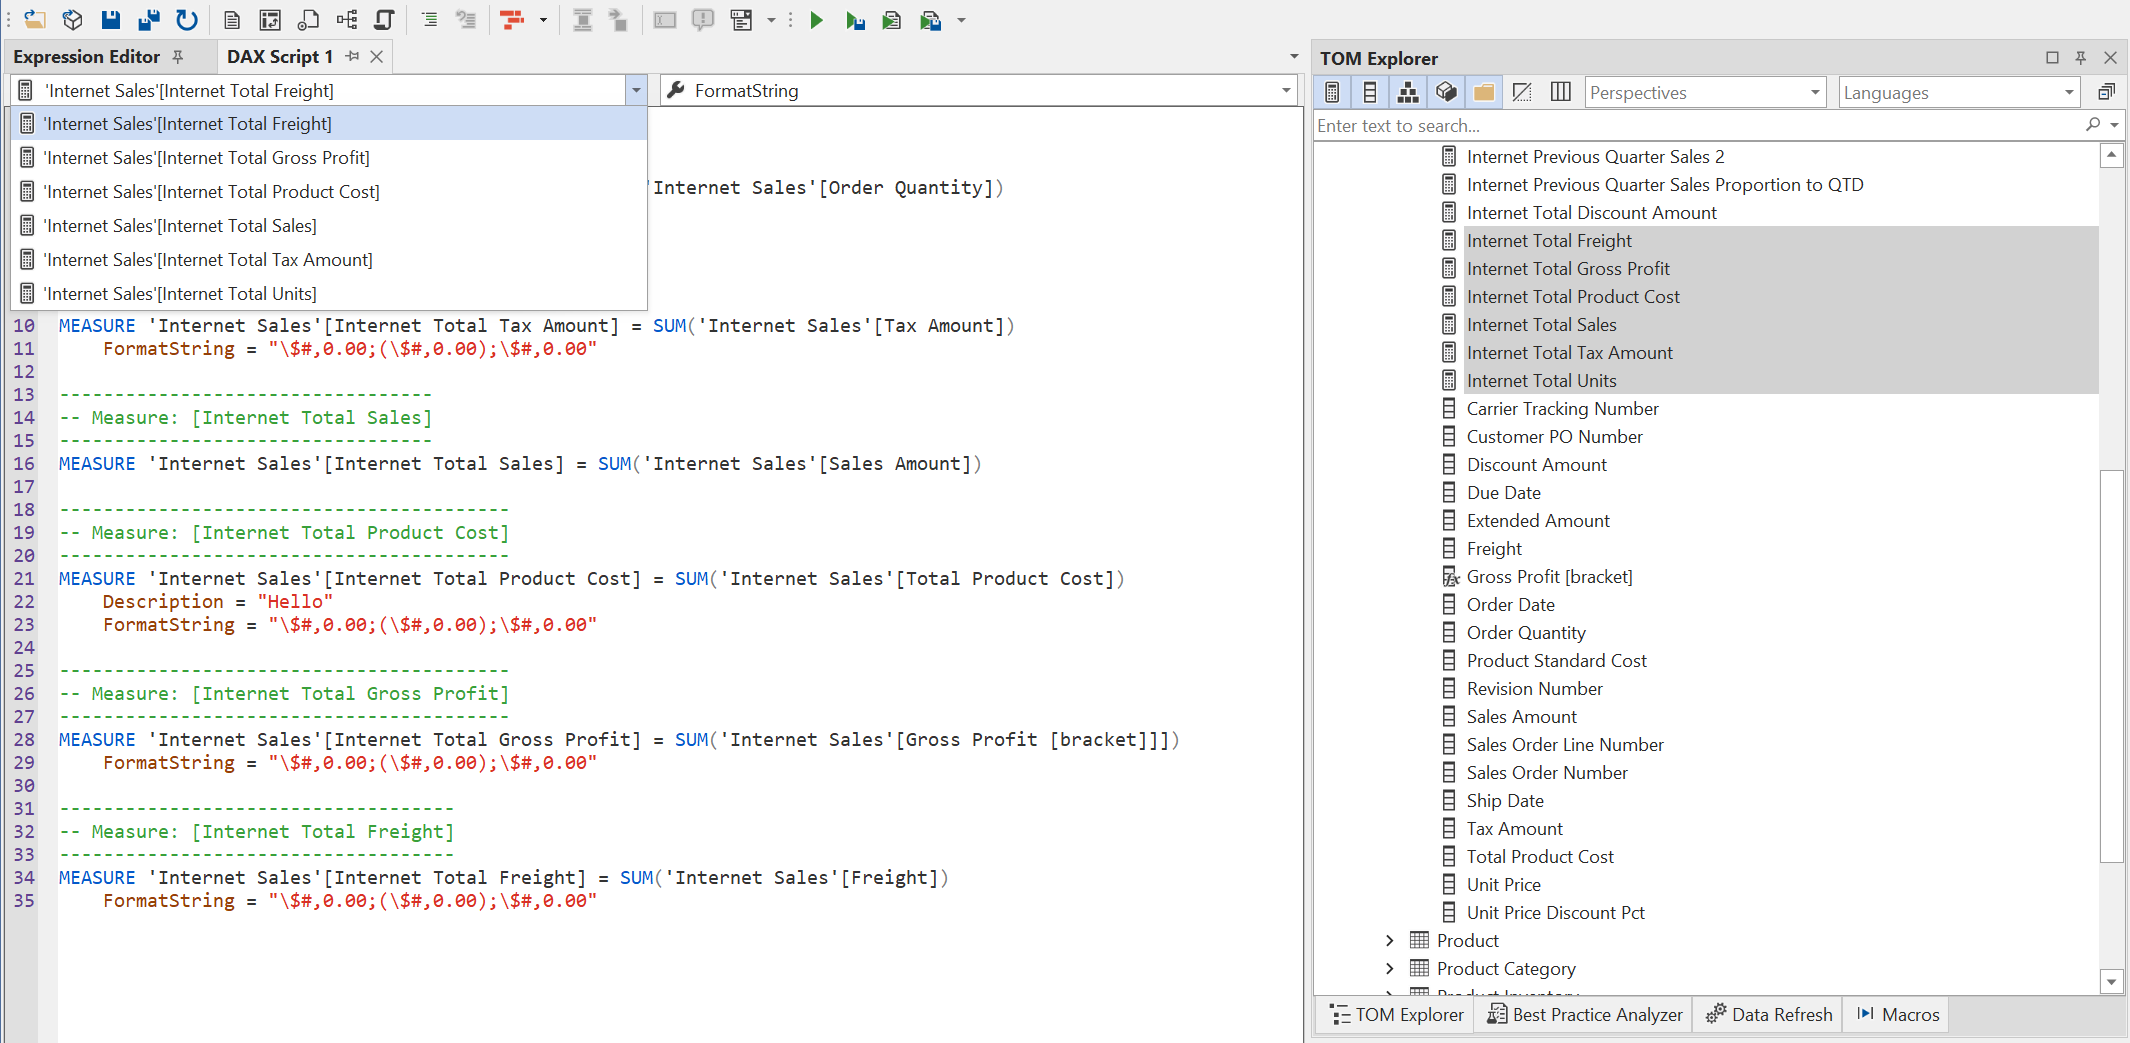 Expression Editor
DAX Script 1
'Internet Sales'[Internet Total Freight]
FormatString
'Internet Sales'[Internet Total Freight]
'Internet Sales'[Internet Total Gross Profit]
'Internet Sales'[Internet Total Product Cost]
'Internet Sales'[Internet Total Sales]
'Internet Sales'[Internet Total Tax Amount]
'Internet Sales'[Internet Total Units]
'Internet Sales'[Order Quantity])
10 MEASURE 'Internet Sales'[Internet Total Tax Amount] = SUM('Internet Sales'[Tax Amount])
11 FormatString = "\$#,0.00;(\$#,0.00);\$#,0.00"
12
13 ----------------------------------
14 -- Measure: [Internet Total Sales]
15 ----------------------------------
16 MEASURE 'Internet Sales'[Internet Total Sales] = SUM('Internet Sales'[Sales Amount])
17
18 -----------------------------------------
19 -- Measure: [Internet Total Product Cost]
20 -----------------------------------------
21 MEASURE 'Internet Sales'[Internet Total Product Cost] = SUM('Internet Sales'[Total Product Cost])
22 Description = "Hello"
23 FormatString = "\$#,0.00;(\$#,0.00);\$#,0.00"
24
25 -----------------------------------------
26 -- Measure: [Internet Total Gross Profit]
27 -----------------------------------------
28 MEASURE 'Internet Sales'[Internet Total Gross Profit] = SUM('Internet Sales'[Gross Profit [bracket]]])
29 FormatString = "\$#,0.00;(\$#,0.00);\$#,0.00"
30
31 ------------------------------------
32 -- Measure: [Internet Total Freight]
33 ------------------------------------
34 MEASURE 'Internet Sales'[Internet Total Freight] = SUM('Internet Sales'[Freight])
35 FormatString = "\$#,0.00;(\$#,0.00);\$#,0.00"
TOM Explorer
Perspectives
Languages
Enter text to search...
Internet Previous Quarter Sales 2
Internet Previous Quarter Sales Proportion to QTD
Internet Total Discount Amount
Internet Total Freight
Internet Total Gross Profit
Internet Total Product Cost
Internet Total Sales
Internet Total Tax Amount
Internet Total Units
Carrier Tracking Number
Customer PO Number
Discount Amount
Due Date
Extended Amount
Freight
Gross Profit [bracket]
Order Date
Order Quantity
Product Standard Cost
Revision Number
Sales Amount
Sales Order Line Number
Sales Order Number
Ship Date
Tax Amount
Total Product Cost
Unit Price
Unit Price Discount Pct
Product
Product Category
TOM Explorer
Best Practice Analyzer
Data Refresh
Macros